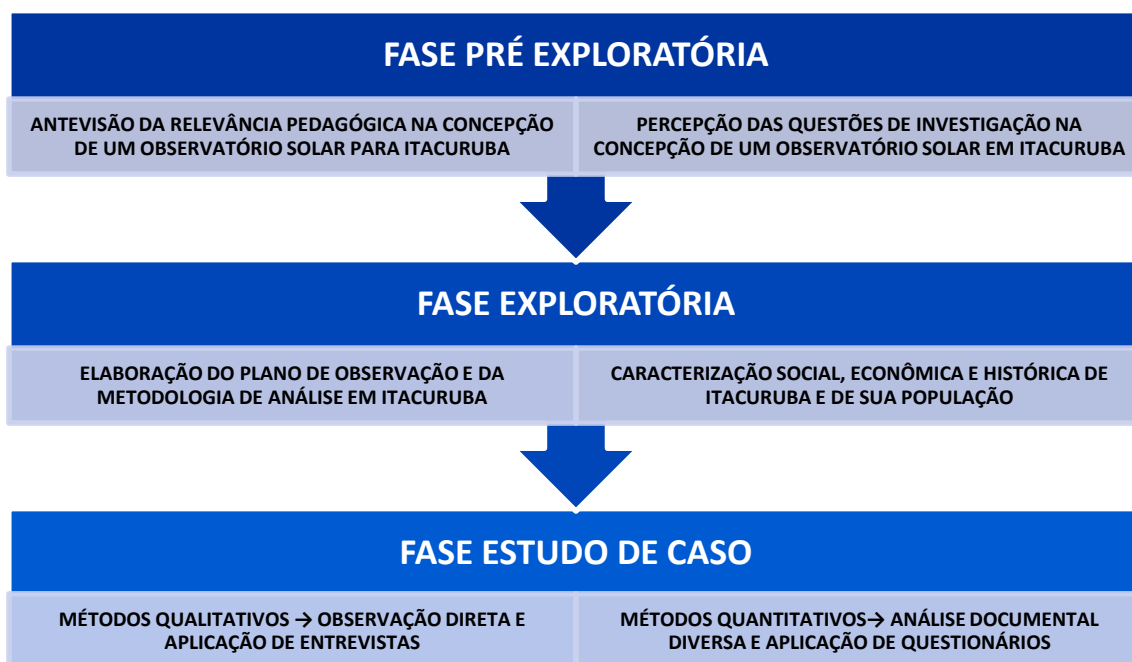 FASE PRÉ EXPLORATÓRIA
ANTEVISÃO DA RELEVÂNCIA PEDAGÓGICA NA CONCEPÇÃO
DE UM OBSERVATÓRIO SOLAR PARA ITACURUBA
PERCEPÇÃO DAS QUESTÕES DE INVESTIGAÇÃO NA
CONCEPÇÃO DE UM OBSERVATÓRIO SOLAR EM ITACURUBA
FASE EXPLORATÓRIA
ELABORAÇÃO DO PLANO DE OBSERVAÇÃO E DA
METODOLOGIA DE ANÁLISE EM ITACURUBA
CARACTERIZAÇÃO SOCIAL, ECONÔMICA E HISTÓRICA DE
ITACURUBA E DE SUA POPULAÇÃO
FASE ESTUDO DE CASO
MÉTODOS QUALITATIVOS → OBSERVAÇÃO DIRETA E
APLICAÇÃO DE ENTREVISTAS
MÉTODOS QUANTITATIVOS→ ANÁLISE DOCUMENTAL
DIVERSA E APLICAÇÃO DE QUESTIONÁRIOS